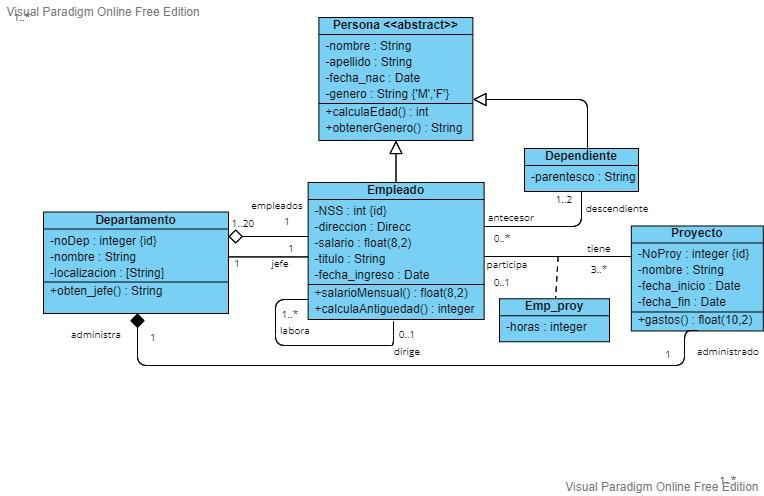 Visual Paradigm Online Free Edition
1..*
Persona <<abstract>>
-nombre : String
-apellido : String
-fecha_nac : Date
-genero : String {'M','F'}
+calculaEdad() : int
+obtenerGenero() : String
Dependiente
-parentesco : String
1..2
descendiente
antecesor
0..*
Empleado
-NSS : int {id}
-direccion : Direcc
-salario : float(8,2)
-titulo : String
-fecha_ingreso : Date
+salarioMensual() : float(8,2)
+calculaAntiguedad() : integer
empleados
1..20
1
1
1
jefe
Departamento
-noDep : integer {id}
-nombre : String
-localizacion : [String]
+obten_jefe() : String
Proyecto
-NoProy : integer {id}
-nombre : String
-fecha_inicio : Date
-fecha_fin : Date
+gastos() : float(10,2)
tiene
participa
3..*
0..1
Emp_proy
-horas : integer
1..*
labora
0..1
dirige
administra
1
1
administrado
1..*
Visual Paradigm Online Free Edition